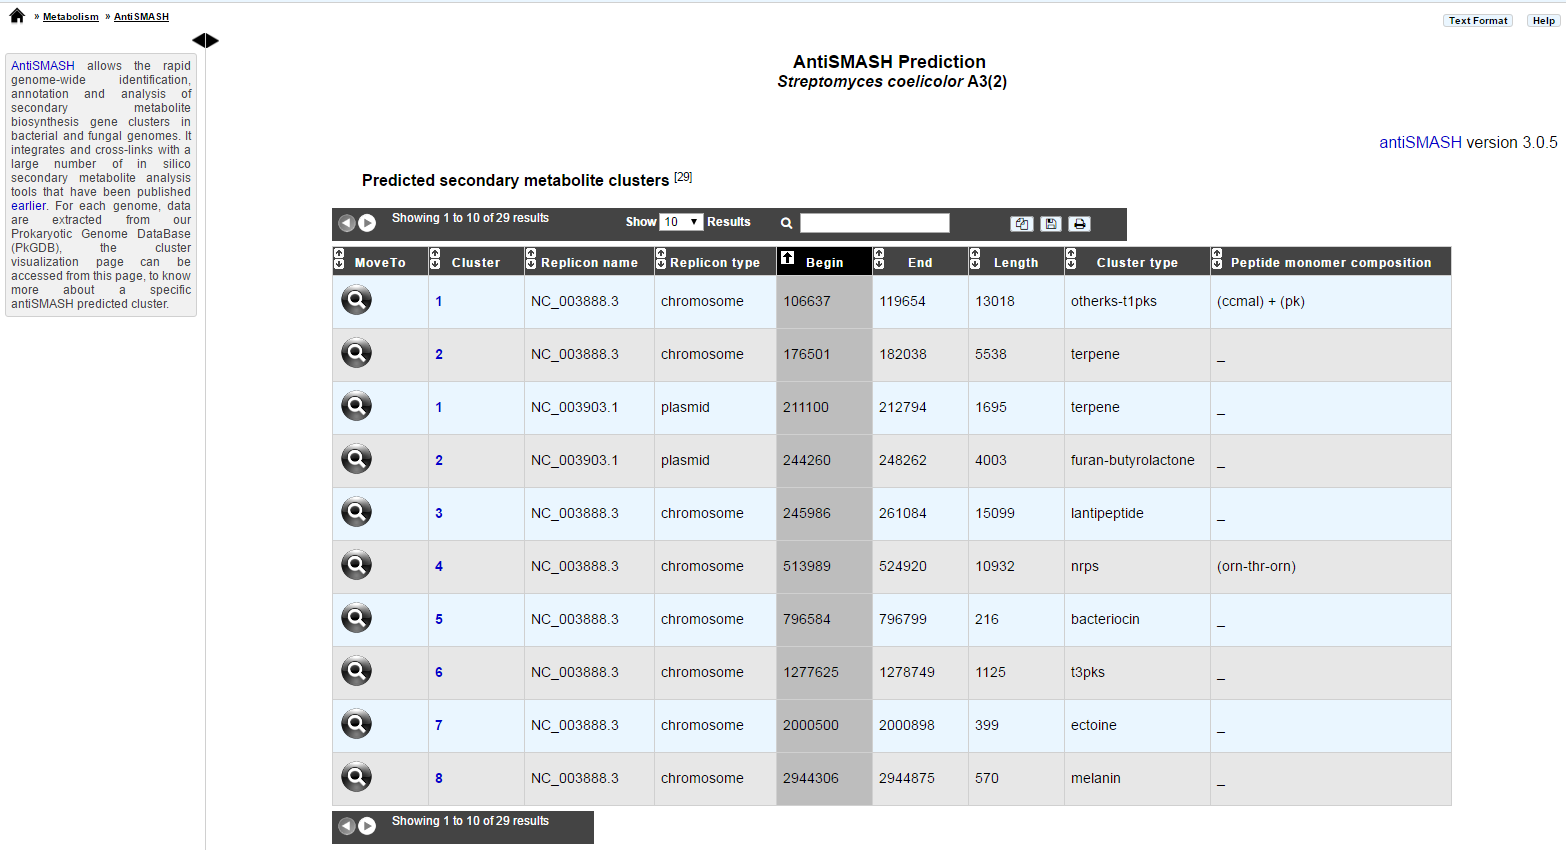 » Metabolism » AntiSMASH
Text Format Help
AntiSMASH allows the rapid
genome-wide identification,
annotation and analysis of
secondary metabolite
biosynthesis gene clusters in
bacterial and fungal genomes. It
integrates and cross-links with a
large number of in silico
secondary metabolite analysis
tools that have been published
earlier. For each genome, data
are extracted from our
Prokaryotic Genome DataBase
(PkGDB), the cluster
visualization page can be
accessed from this page, to know
more about a specific
antiSMASH predicted cluster.
AntiSMASH Prediction
Streptomyces coelicolor A3(2)
antiSMASH version 3.0.5
Predicted secondary metabolite clusters [29]
Showing 1 to 10 of 29 results Show 10 Results
MoveTo Cluster Replicon name Replicon type Begin End Length Cluster type Peptide monomer composition
1 NC_003888.3 chromosome 106637 119654 13018 otherks-t1pks (ccmal) + (pk)
2 NC_003888.3 chromosome 176501 182038 5538 terpene _
1 NC_003903.1 plasmid 211100 212794 1695 terpene _
2 NC_003903.1 plasmid 244260 248262 4003 furan-butyrolactone _
3 NC_003888.3 chromosome 245986 261084 15099 lantipeptide _
4 NC_003888.3 chromosome 513989 524920 10932 nrps (orn-thr-orn)
5 NC_003888.3 chromosome 796584 796799 216 bacteriocin _
6 NC_003888.3 chromosome 1277625 1278749 1125 t3pks _
7 NC_003888.3 chromosome 2000500 2000898 399 ectoine _
8 NC_003888.3 chromosome 2944306 2944875 570 melanin _
Showing 1 to 10 of 29 results